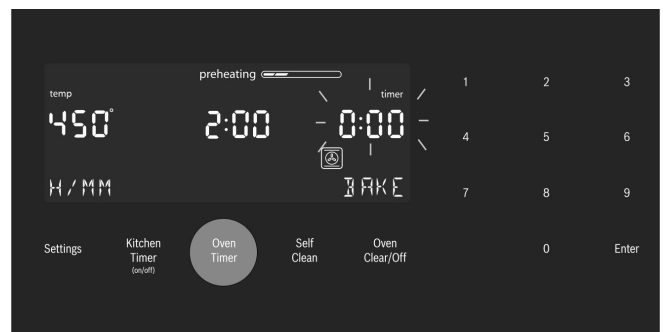 preheating
temp
timer
450°
2:00
0:00
H/MM
BAKE
1 2 3
4 5 6
7 8 9
0 Enter
Settings
Kitchen
Timer
(on/off)
Oven
Timer
Self
Clean
Oven
Clear/Off